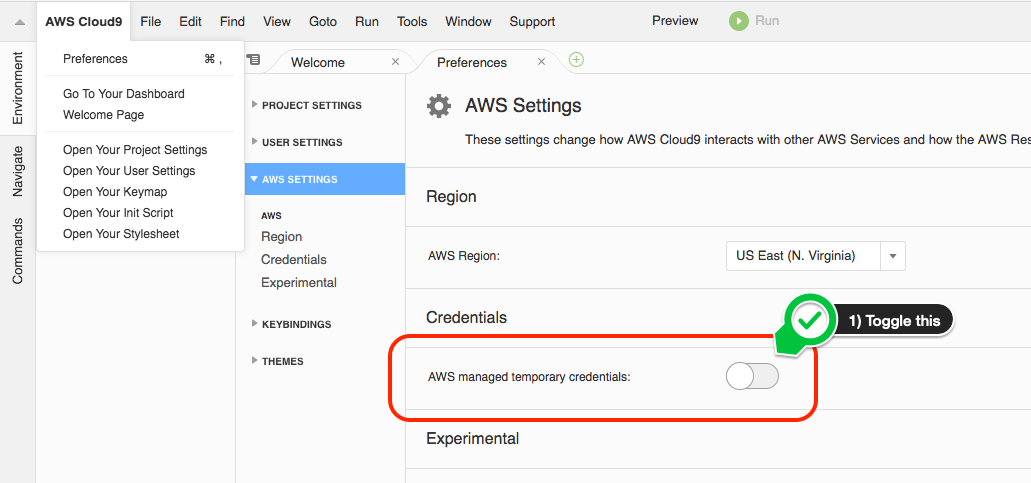 AWS Cloud9 File Edit Find View Goto Run Tools Window Support Preview Run
Environment
Navigate
Commands
Preferences ⌘ ,
Go To Your Dashboard
Welcome Page
Open Your Project Settings
Open Your User Settings
Open Your Keymap
Open Your Init Script
Open Your Stylesheet
Welcome × Preferences ×
PROJECT SETTINGS
USER SETTINGS
AWS SETTINGS
AWS
Region
Credentials
Experimental
KEYBINDINGS
THEMES
AWS Settings
These settings change how AWS Cloud9 interacts with other AWS Services and how the AWS Res
Region
AWS Region: US East (N. Virginia)
Credentials
1) Toggle this
AWS managed temporary credentials:
Experimental